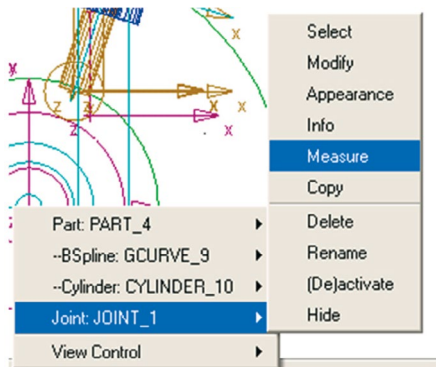 x
y
x
x
z
z
x
z
Select
Modify
Appearance
Info
Measure
Copy
Delete
Rename
(De)activate
Hide
Part: PART_4
--BSpline: GCURVE_9
--Cylinder: CYLINDER_10
Joint: JOINT_1
View Control